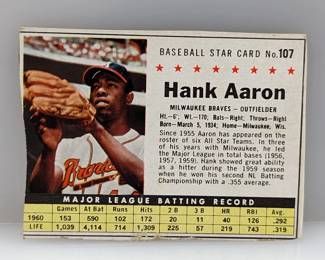 BASEBALL STAR CARD No.107
★ ★ ★ ★ ★ ★ ★
Hank Aaron
MILWAUKEE BRAVES – OUTFIELDER
Ht.–6'; Wt.–170; Bats–Right; Throws–Right
Born–March 5, 1934; Home–Milwaukee, Wis.
Since 1955 Aaron has been a member
of six All Star Teams. In three
of his years with Milwaukee, he led
the Major League in total bases (1956,
1957, 1959). Hank showed great ability
as a hitter during the 1959 season
when he won his second NL Batting
Championship with a .355 average.
Braves
MAJOR LEAGUE BATTING RECORD
Games At Bat Runs Hits 2 B 3 B HR RBI Avg.
1960 153 590 102 172 20 11 40 126 .292
LIFE 1,039 4,114 714 1,309 225 57 219 743 .319